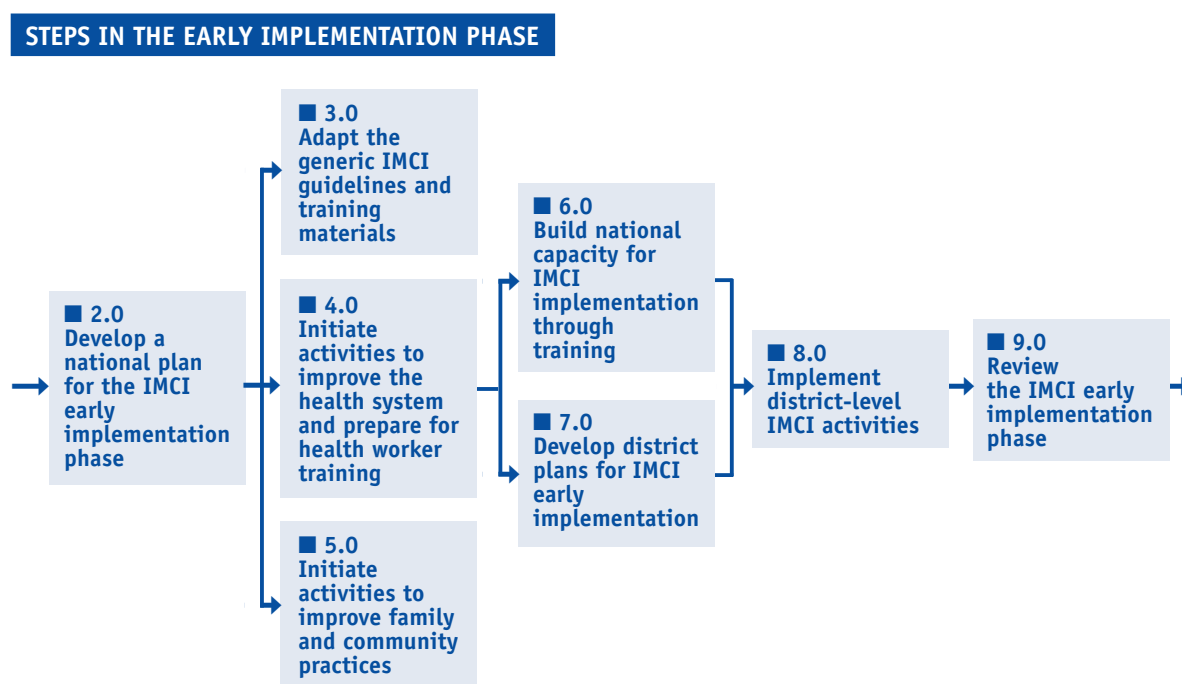 STEPS IN THE EARLY IMPLEMENTATION PHASE
■ 2.0
Develop a
national plan
for the IMCI
early
implementation
phase
■ 3.0
Adapt the
generic IMCI
guidelines and
training
materials
■ 4.0
Initiate
activities to
improve the
health system
and prepare for
health worker
training
■ 5.0
Initiate
activities to
improve family
and community
practices
■ 6.0
Build national
capacity for
IMCI
implementation
through
training
■ 7.0
Develop district
plans for IMCI
early
implementation
■ 8.0
Implement
district-level
IMCI activities
■ 9.0
Review
the IMCI early
implementation
phase